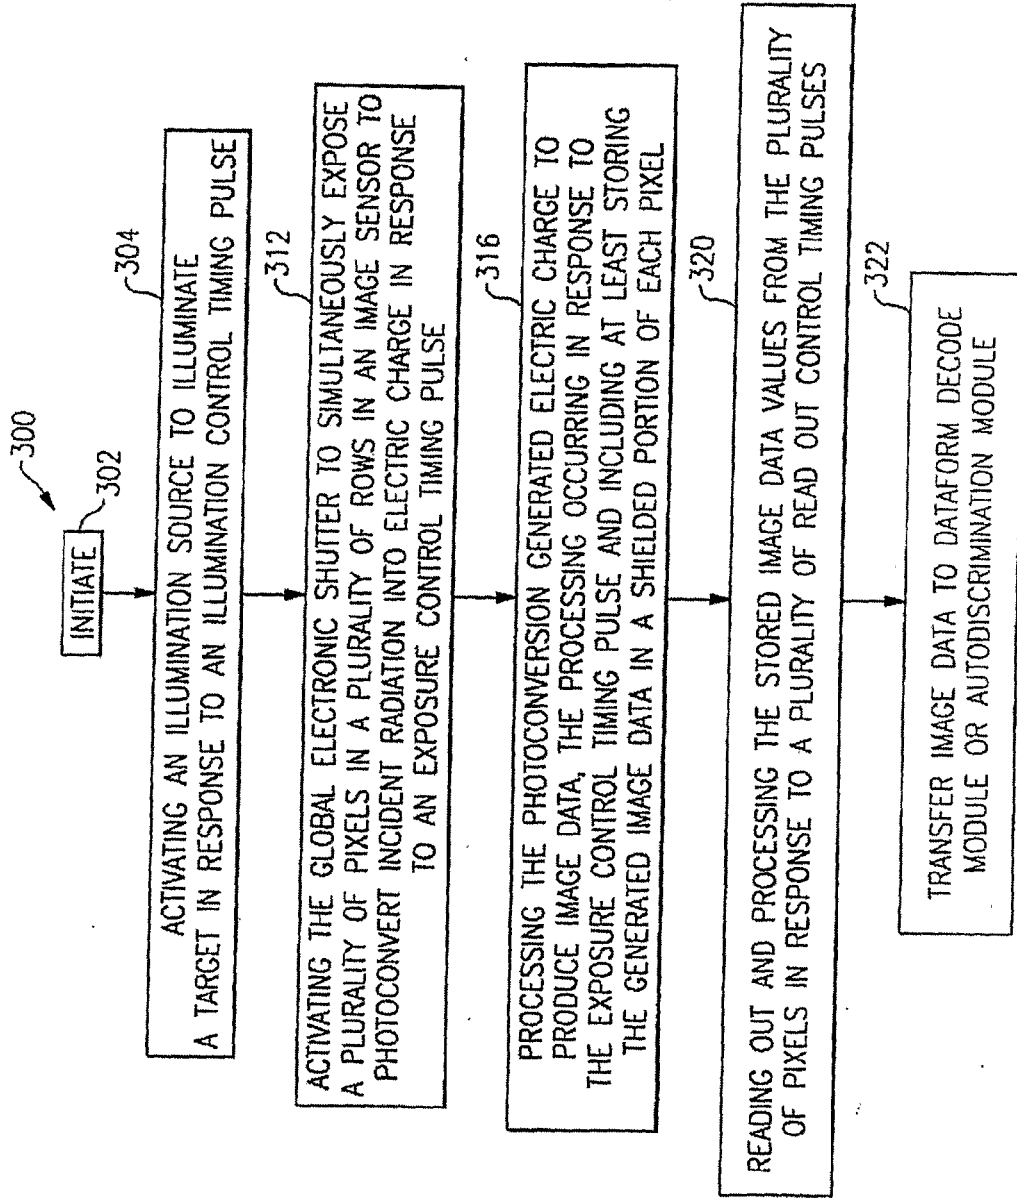 300
INITIATE
302
304
ACTIVATING AN ILLUMINATION SOURCE TO ILLUMINATE
A TARGET IN RESPONSE TO AN ILLUMINATION CONTROL TIMING PULSE
312
ACTIVATING THE GLOBAL ELECTRONIC SHUTTER TO SIMULTANEOUSLY EXPOSE
A PLURALITY OF PIXELS IN A PLURALITY OF ROWS IN AN IMAGE SENSOR TO
PHOTOCONVERT INCIDENT RADIATION INTO ELECTRIC CHARGE IN RESPONSE
TO AN EXPOSURE CONTROL TIMING PULSE
316
PROCESSING THE PHOTOCONVERSION GENERATED ELECTRIC CHARGE TO
PRODUCE IMAGE DATA, THE PROCESSING OCCURRING IN RESPONSE TO
THE EXPOSURE CONTROL TIMING PULSE AND INCLUDING AT LEAST STORING
THE GENERATED IMAGE DATA IN A SHIELDED PORTION OF EACH PIXEL
320
READING OUT AND PROCESSING THE STORED IMAGE DATA VALUES FROM THE PLURALITY
OF PIXELS IN RESPONSE TO A PLURALITY OF READ OUT CONTROL TIMING PULSES
322
TRANSFER IMAGE DATA TO DATAFORM DECODE
MODULE OR AUTODISCRIMINATION MODULE